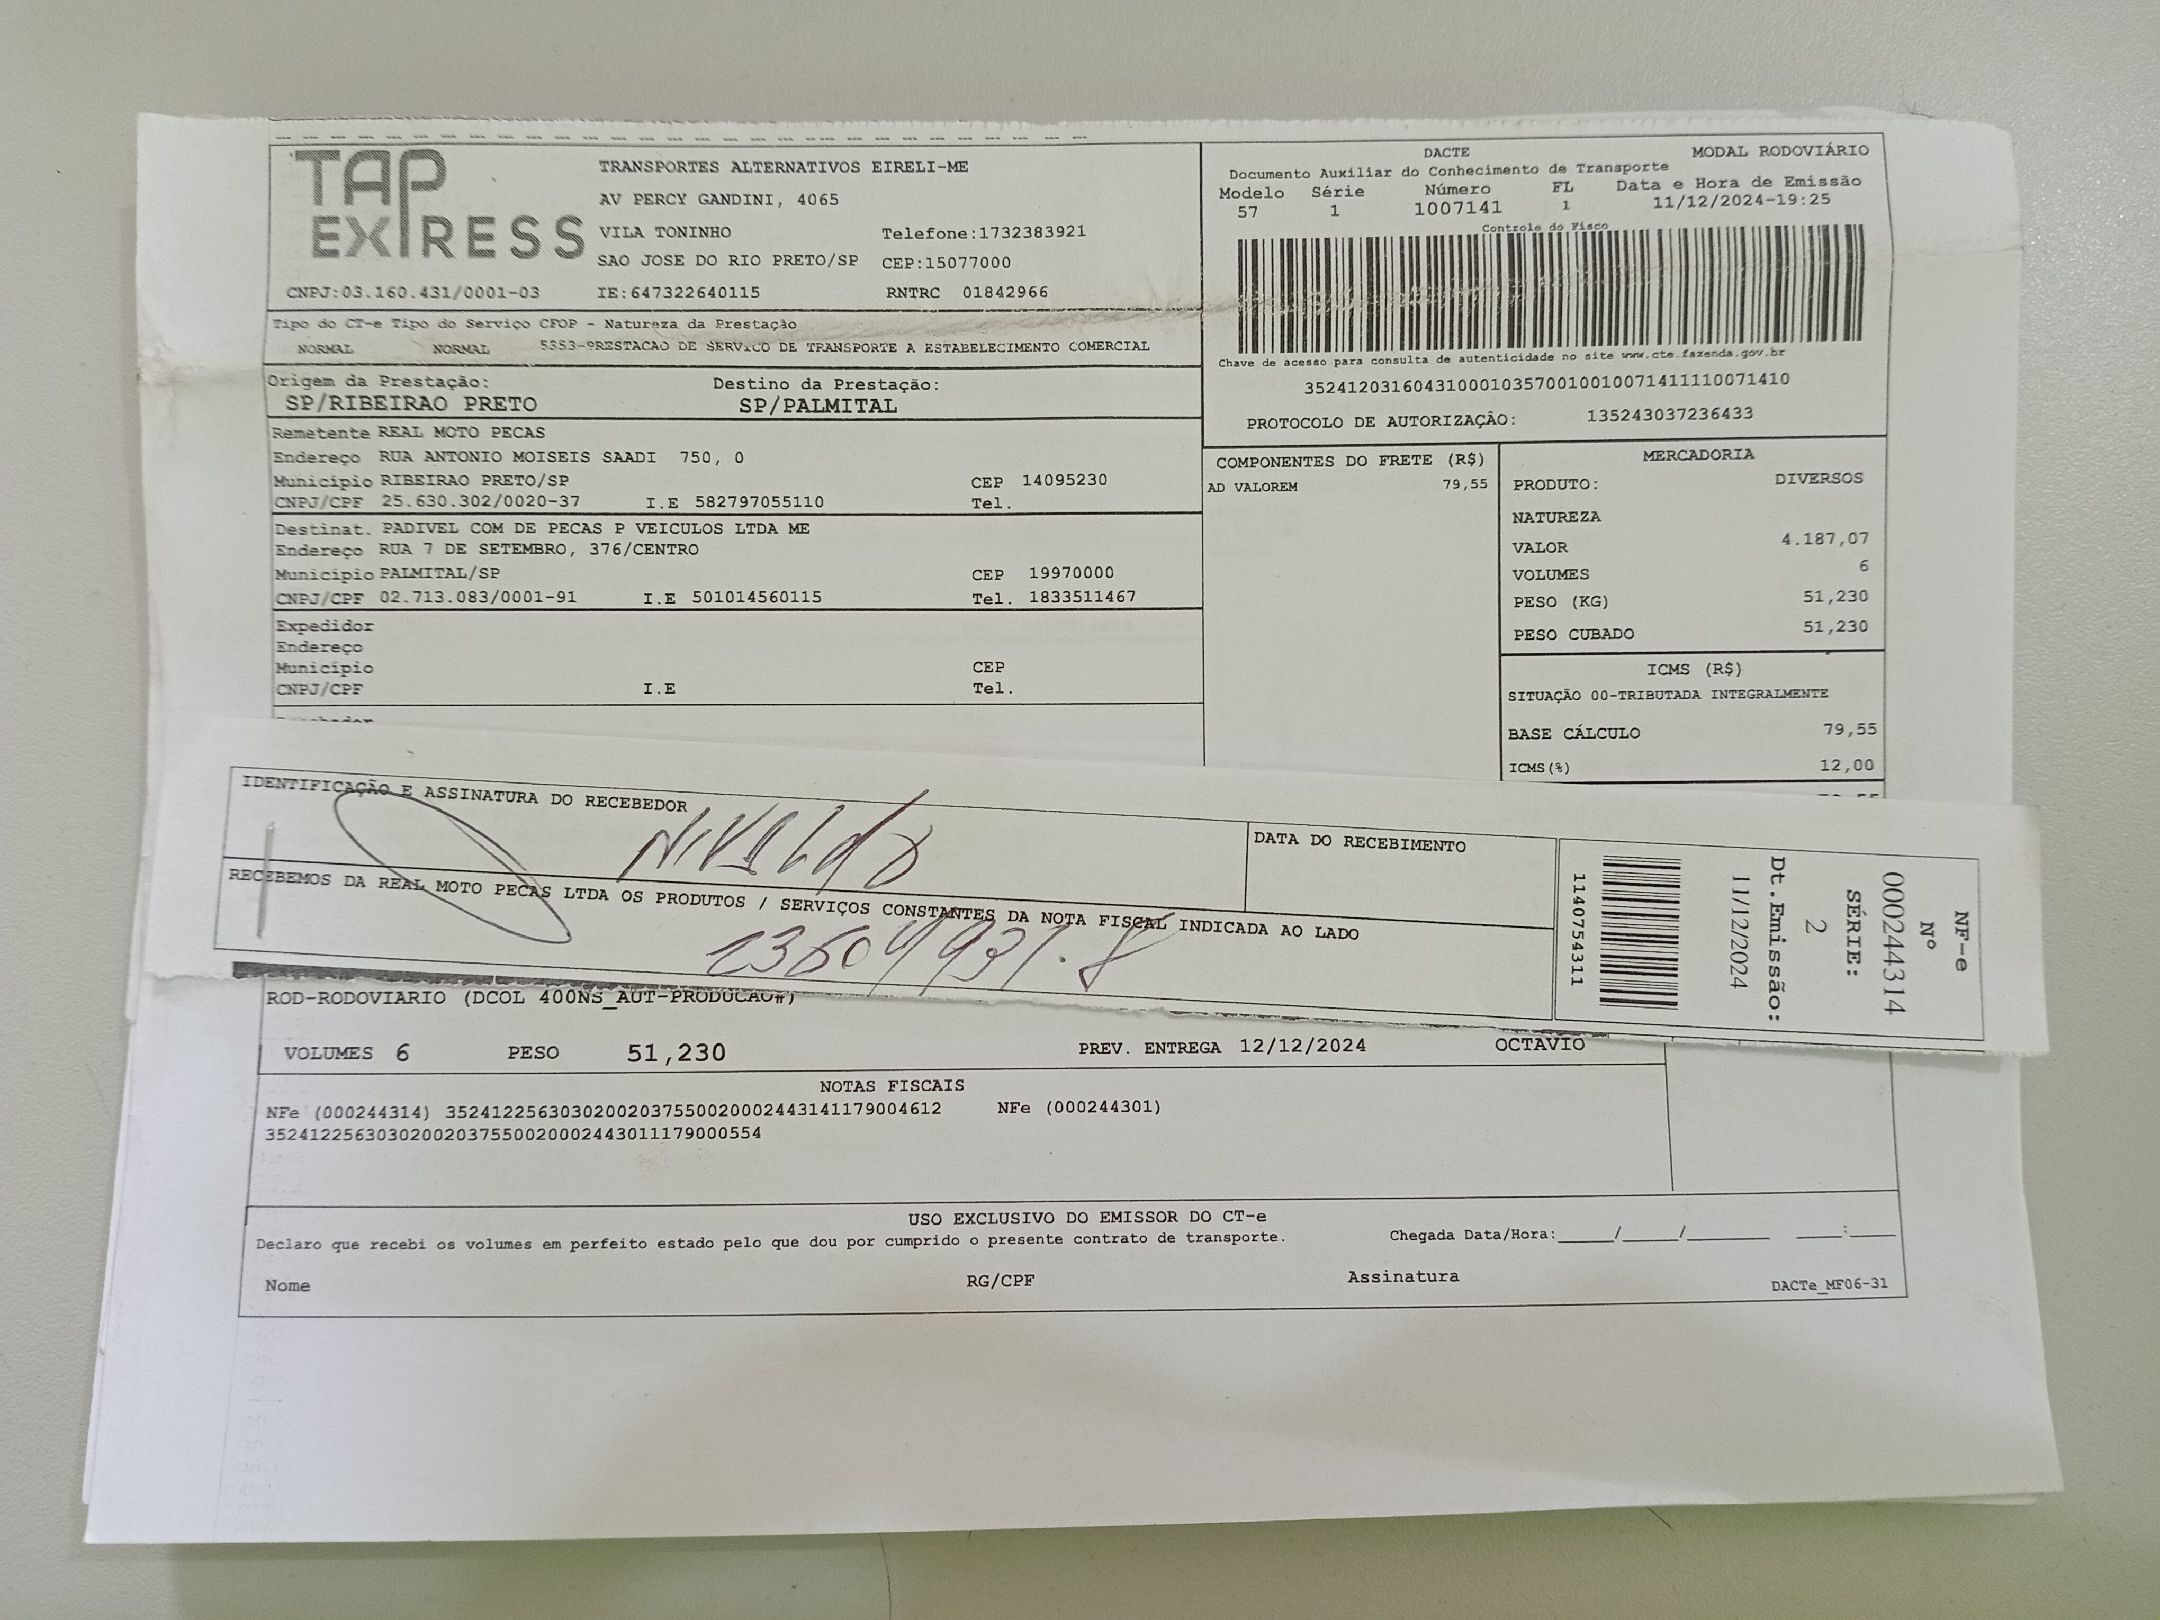 TAP EXPRESS
TRANSPORTES ALTERNATIVOS EIRELI-ME
AV PERCY GANDINI, 4065
VILA TONINHO Telefone:1732383921
SAO JOSE DO RIO PRETO/SP CEP:15077000
CNPJ:03.160.431/0001-03 IE:647322640115 RNTRC 01842966
Tipo do CT-e Tipo do Serviço CFOP - Natureza da Prestação
NORMAL NORMAL 5353-PRESTACAO DE SERVICO DE TRANSPORTE A ESTABELECIMENTO COMERCIAL
Origem da Prestação: Destino da Prestação:
SP/RIBEIRAO PRETO SP/PALMITAL
Remetente REAL MOTO PECAS
Endereço RUA ANTONIO MOISEIS SAADI 750, 0
Município RIBEIRAO PRETO/SP CEP 14095230
CNPJ/CPF 25.630.302/0020-37 I.E 582797055110 Tel.
Destinat. PADIVEL COM DE PECAS P VEICULOS LTDA ME
Endereço RUA 7 DE SETEMBRO, 376/CENTRO
Município PALMITAL/SP CEP 19970000
CNPJ/CPF 02.713.083/0001-91 I.E 501014560115 Tel. 1833511467
Expedidor
Endereço
Município CEP
CNPJ/CPF I.E Tel.
DACTE MODAL RODOVIÁRIO
Documento Auxiliar do Conhecimento de Transporte
Modelo Série Número FL Data e Hora de Emissão
57 1 1007141 1 11/12/2024-19:25
Controle do Fisco
Chave de acesso para consulta de autenticidade no site www.cte.fazenda.gov.br
35241203160431000103570010010071411110071410
PROTOCOLO DE AUTORIZAÇÃO: 135243037236433
COMPONENTES DO FRETE (R$)
AD VALOREM 79,55
MERCADORIA
PRODUTO: DIVERSOS
NATUREZA
VALOR 4.187,07
VOLUMES 6
PESO (KG) 51,230
PESO CUBADO 51,230
ICMS (R$)
SITUAÇÃO 00-TRIBUTADA INTEGRALMENTE
BASE CÁLCULO 79,55
ICMS(%) 12,00
IDENTIFICAÇÃO E ASSINATURA DO RECEBEDOR
NIVALdo
DATA DO RECEBIMENTO
RECEBEMOS DA REAL MOTO PECAS LTDA OS PRODUTOS / SERVIÇOS CONSTANTES DA NOTA FISCAL INDICADA AO LADO
13604931.8
1140754311
NF-e
Nº
000244314
SÉRIE:
2
Dt.Emissão:
11/12/2024
ROD-RODOVIARIO (DCOL 400NS_AUT-PRODUCAO#)
VOLUMES 6 PESO 51,230 PREV. ENTREGA 12/12/2024 OCTAVIO
NOTAS FISCAIS
NFe (000244314) 35241225630302002037550020002443141179004612 NFe (000244301)
35241225630302002037550020002443011179000554
USO EXCLUSIVO DO EMISSOR DO CT-e
Declaro que recebi os volumes em perfeito estado pelo que dou por cumprido o presente contrato de transporte. Chegada Data/Hora:_____/_____/_______ ____:____
Nome RG/CPF Assinatura DACTe_MF06-31